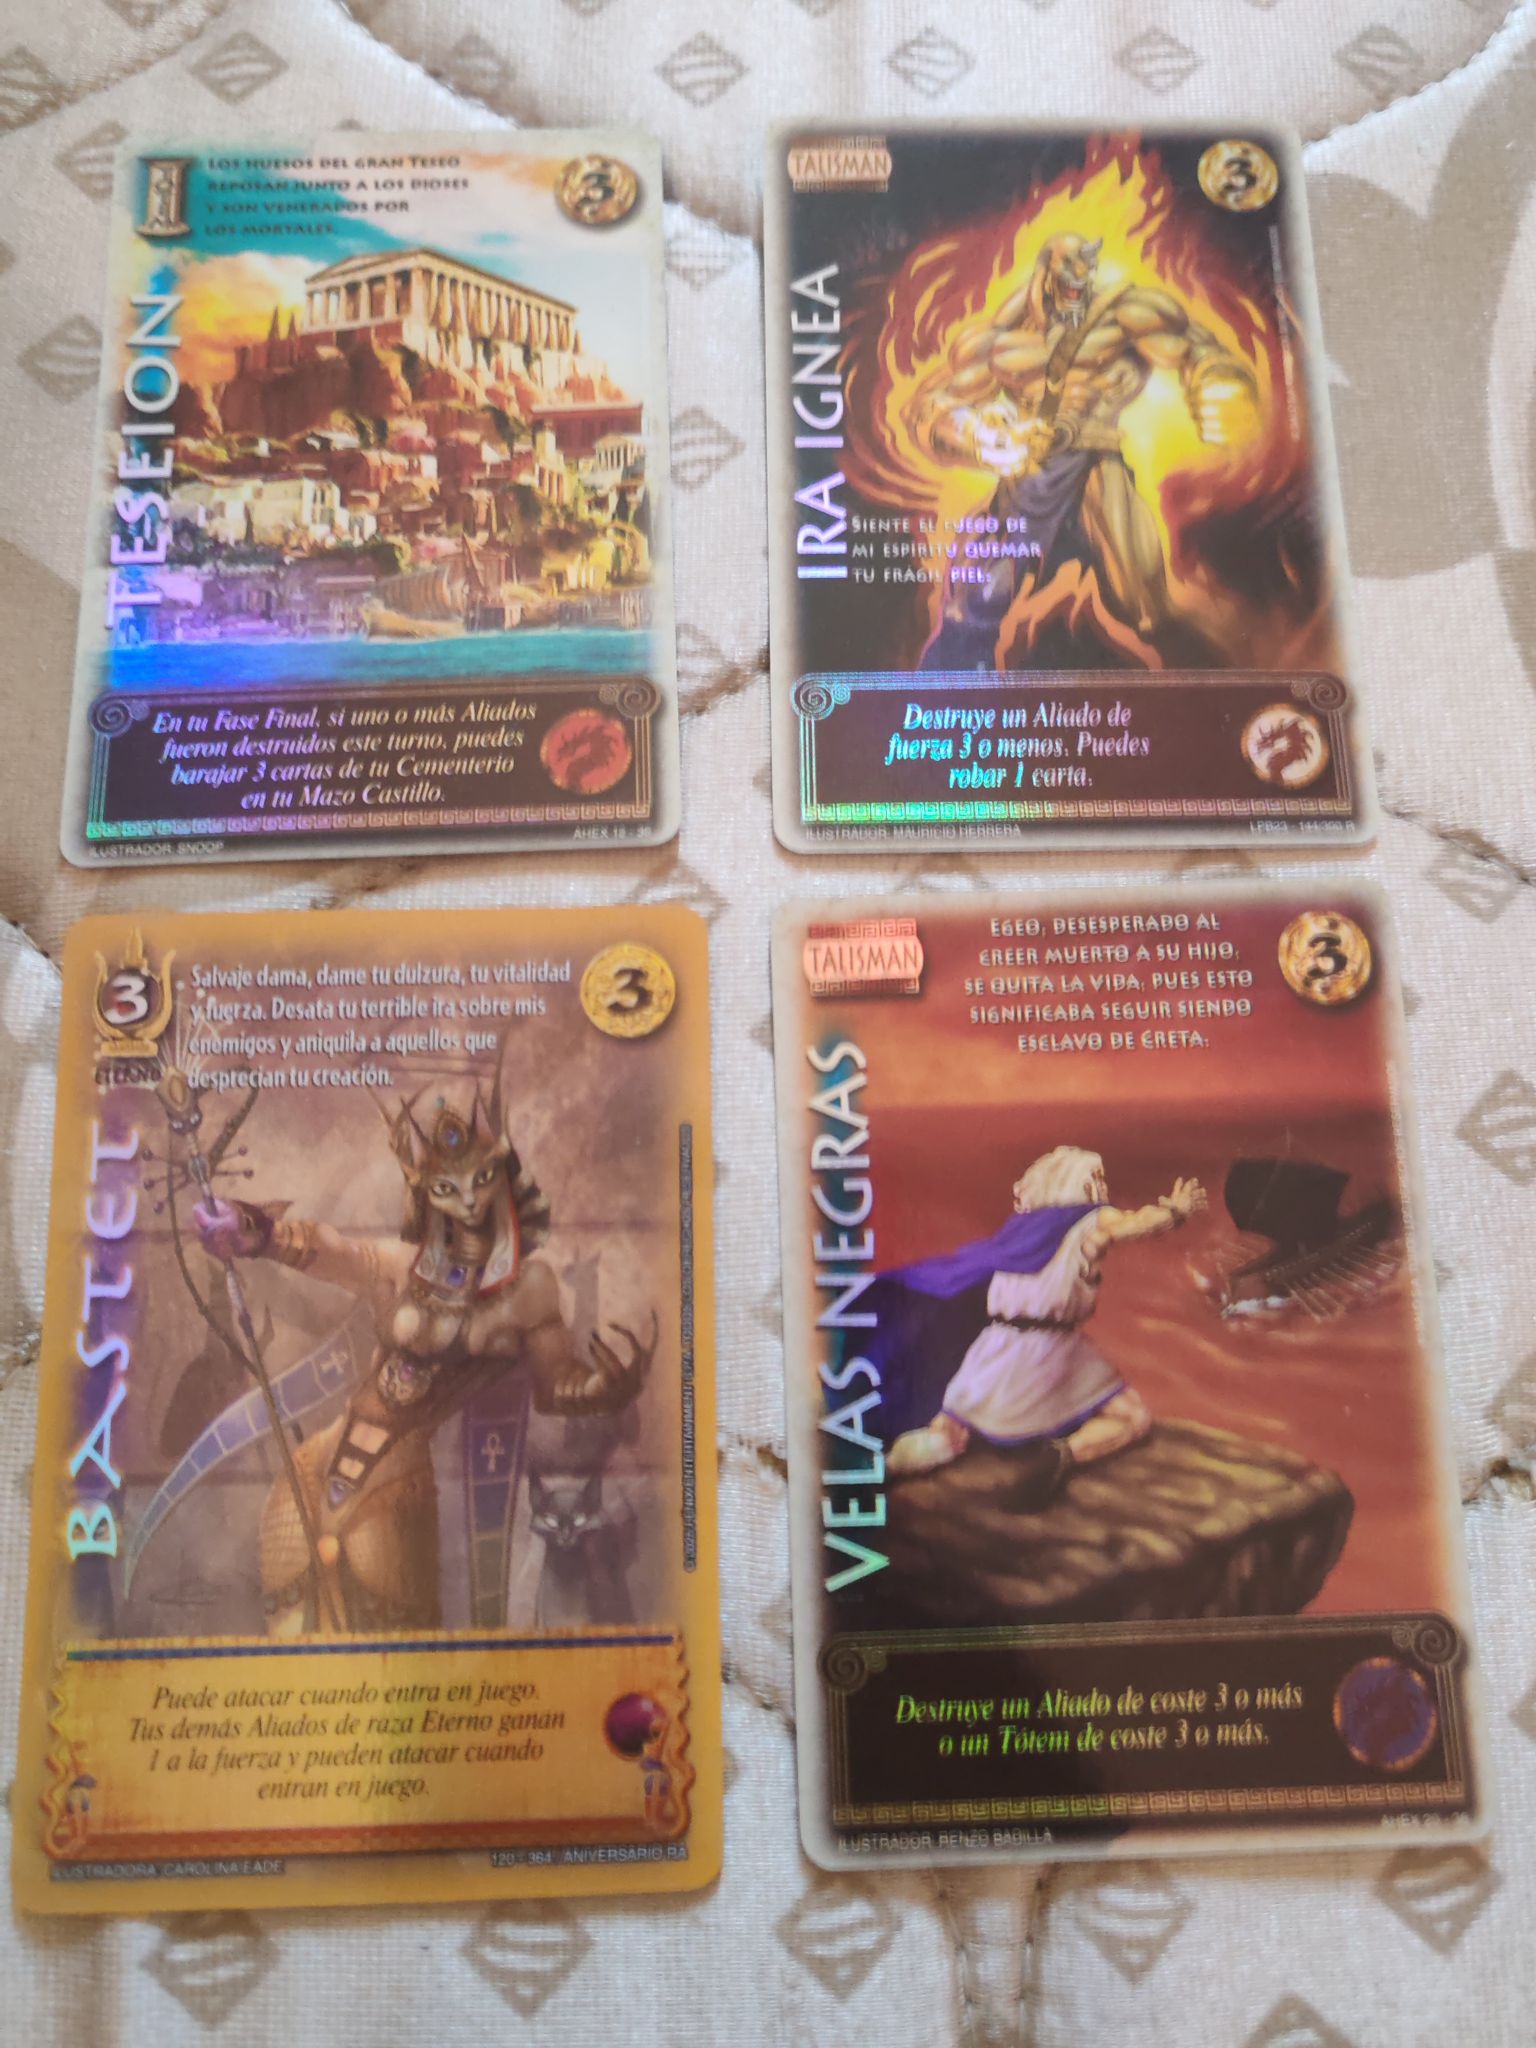 TOTEM
LOS HUESOS DEL GRAN TESEO
REPOSAN JUNTO A LOS DIOSES
Y SON VENERADOS POR
LOS MORTALES.
3
TESEION
En tu Fase Final, si uno o más Aliados
fueron destruidos este turno, puedes
barajar 3 cartas de tu Cementerio
en tu Mazo Castillo.
ILUSTRADOR: SNOOP
TALISMAN
3
IRA IGNEA
SIENTE EL FUEGO DE
MI ESPÍRITU QUEMAR
TU FRÁGIL PIEL.
Destruye un Aliado de
fuerza 3 o menos. Puedes
robar 1 carta.
ILUSTRADOR: MAURICIO HERRERA
LPB23 - 144/300 R
3
ETERNO
Salvaje dama, dame tu dulzura, tu vitalidad
y fuerza. Desata tu terrible ira sobre mis
enemigos y aniquila a aquellos que
desprecian tu creación.
3
BASTET
Puede atacar cuando entra en juego.
Tus demás Aliados de raza Eterno ganan
1 a la fuerza y pueden atacar cuando
entran en juego.
ILUSTRADORA: CAROLINA EADE
120 - 364 ANIVERSARIO RA
TALISMAN
EGEO, DESESPERADO AL
CREER MUERTO A SU HIJO,
SE QUITA LA VIDA, PUES ESTO
SIGNIFICABA SEGUIR SIENDO
ESCLAVO DE CRETA.
3
VELAS NEGRAS
Destruye un Aliado de coste 3 o más
o un Tótem de coste 3 o más.
ILUSTRADOR: RENZO BADILLA